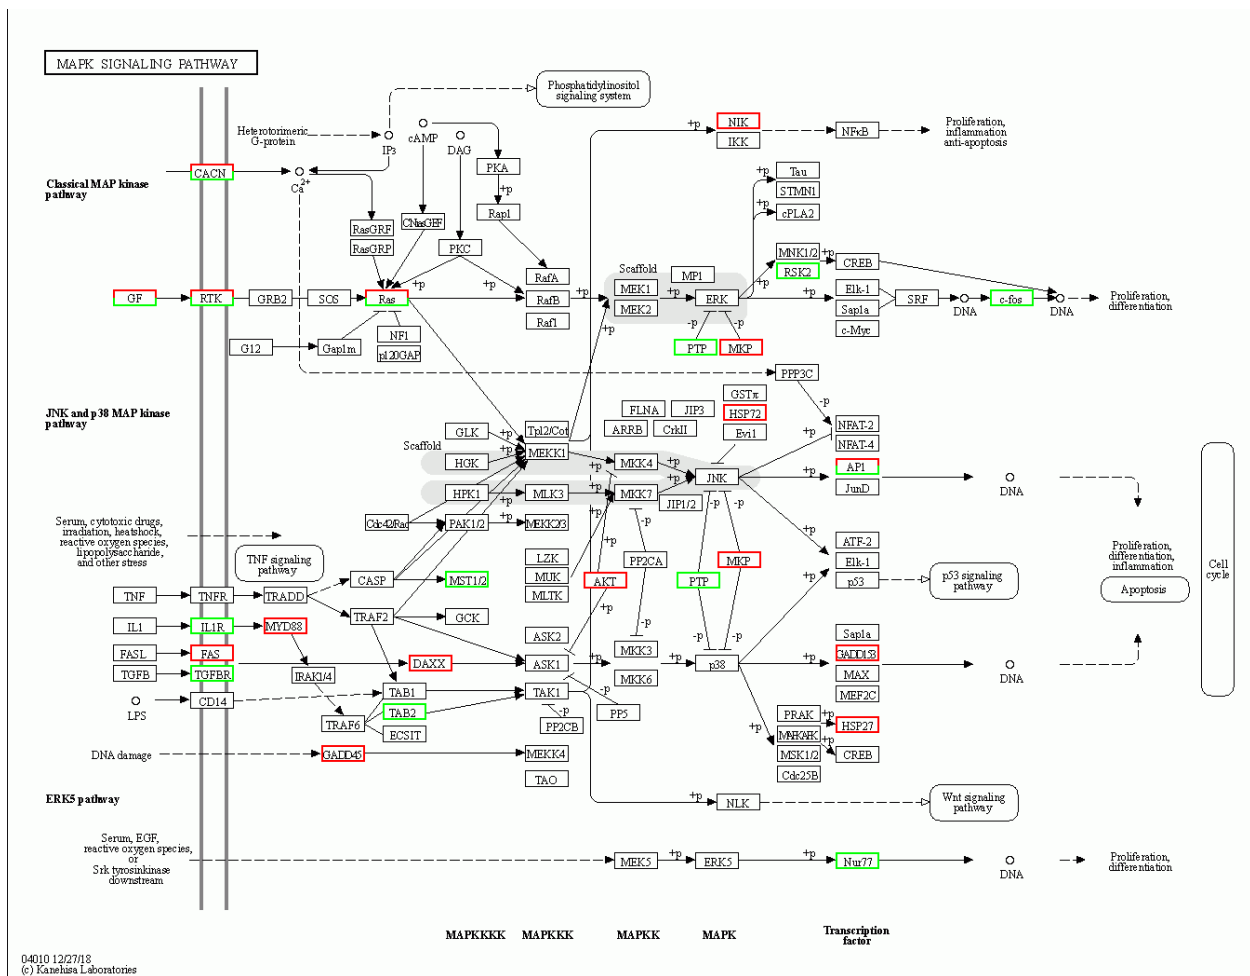 MAPK SIGNALING PATHWAY
Phosphatidylinositol
signaling system
Heterotorimeric
G-protein
IP3
cAMP
DAG
+p
NIK
IKK
NFκB
Proliferation,
inflammation
anti-apoptosis
Classical MAP kinase
pathway
CACN
Ca2+
PKA
+p
Rap1
RasGRF
RasGRP
CNasGEF
PKC
Tau
STMN1
cPLA2
+p
+p
MNK1/2
RSK2
+p
CREB
Scaffold
MP1
RafA
RafB
Raf1
MEK1
MEK2
ERK
GF
RTK
GRB2
SOS
Ras
+p
+p
+p
+p
+p
+p
Elk-1
Sap1a
c-Myc
SRF
DNA
c-fos
DNA
Proliferation,
differentiation
G12
Gap1m
NF1
p120GAP
-p
-p
PTP
MKP
+p
PPP3C
-p
JNK and p38 MAP kinase
pathway
GSTπ
HSP72
Evi1
FLNA
JIP3
ARRB
CrkII
NFAT-2
NFAT-4
GLK
HGK
Scaffold
Tpl2/Cot
MEKK1
+p
+p
+p
MKK4
MKK7
+p
+p
JNK
JIP1/2
+p
+p
AP1
JunD
DNA
HPK1
MLK3
+p
+p
Cdc42/Rac
PAK1/2
MEKK2/3
+p
+p
Serum, cytotoxic drugs,
irradiation, heatshock,
reactive oxygen species,
lipopolysaccharide,
and other stress
TNF signaling
pathway
LZK
MUK
MLTK
+p
AKT
+p
-p
PP2CA
-p
-p
-p
PTP
MKP
-p
-p
ATF-2
Elk-1
p53
p53 signaling
pathway
Proliferation,
differentiation,
inflammation
Apoptosis
Cell
cycle
CASP
MST1/2
TNF
TNFR
TRADD
TRAF2
GCK
IL1
IL1R
MYD88
ASK2
ASK1
MKK3
MKK6
+p
+p
p38
+p
Sap1a
GADD153
MAX
MEF2C
DNA
FASL
FAS
DAXX
TGFB
TGFBR
IRAK1/4
LPS
CD14
TAB1
TAB2
ECSIT
TRAF6
TAK1
-p
-p
PP2CB
PP5
+p
PRAK
MAPKAPK
MSK1/2
Cdc25B
+p
+p
HSP27
CREB
DNA damage
GADD45
MEKK4
TAO
ERK5 pathway
+p
NLK
Wnt signaling
pathway
Serum, EGF,
reactive oxygen species,
or
Srk tyrosinkinase
downstream
MEK5
+p
ERK5
+p
Nur77
DNA
Proliferation,
differentiation
MAPKKKK
MAPKKK
MAPKK
MAPK
Transcription
factor
04010 12/27/18
(c) Kanehisa Laboratories